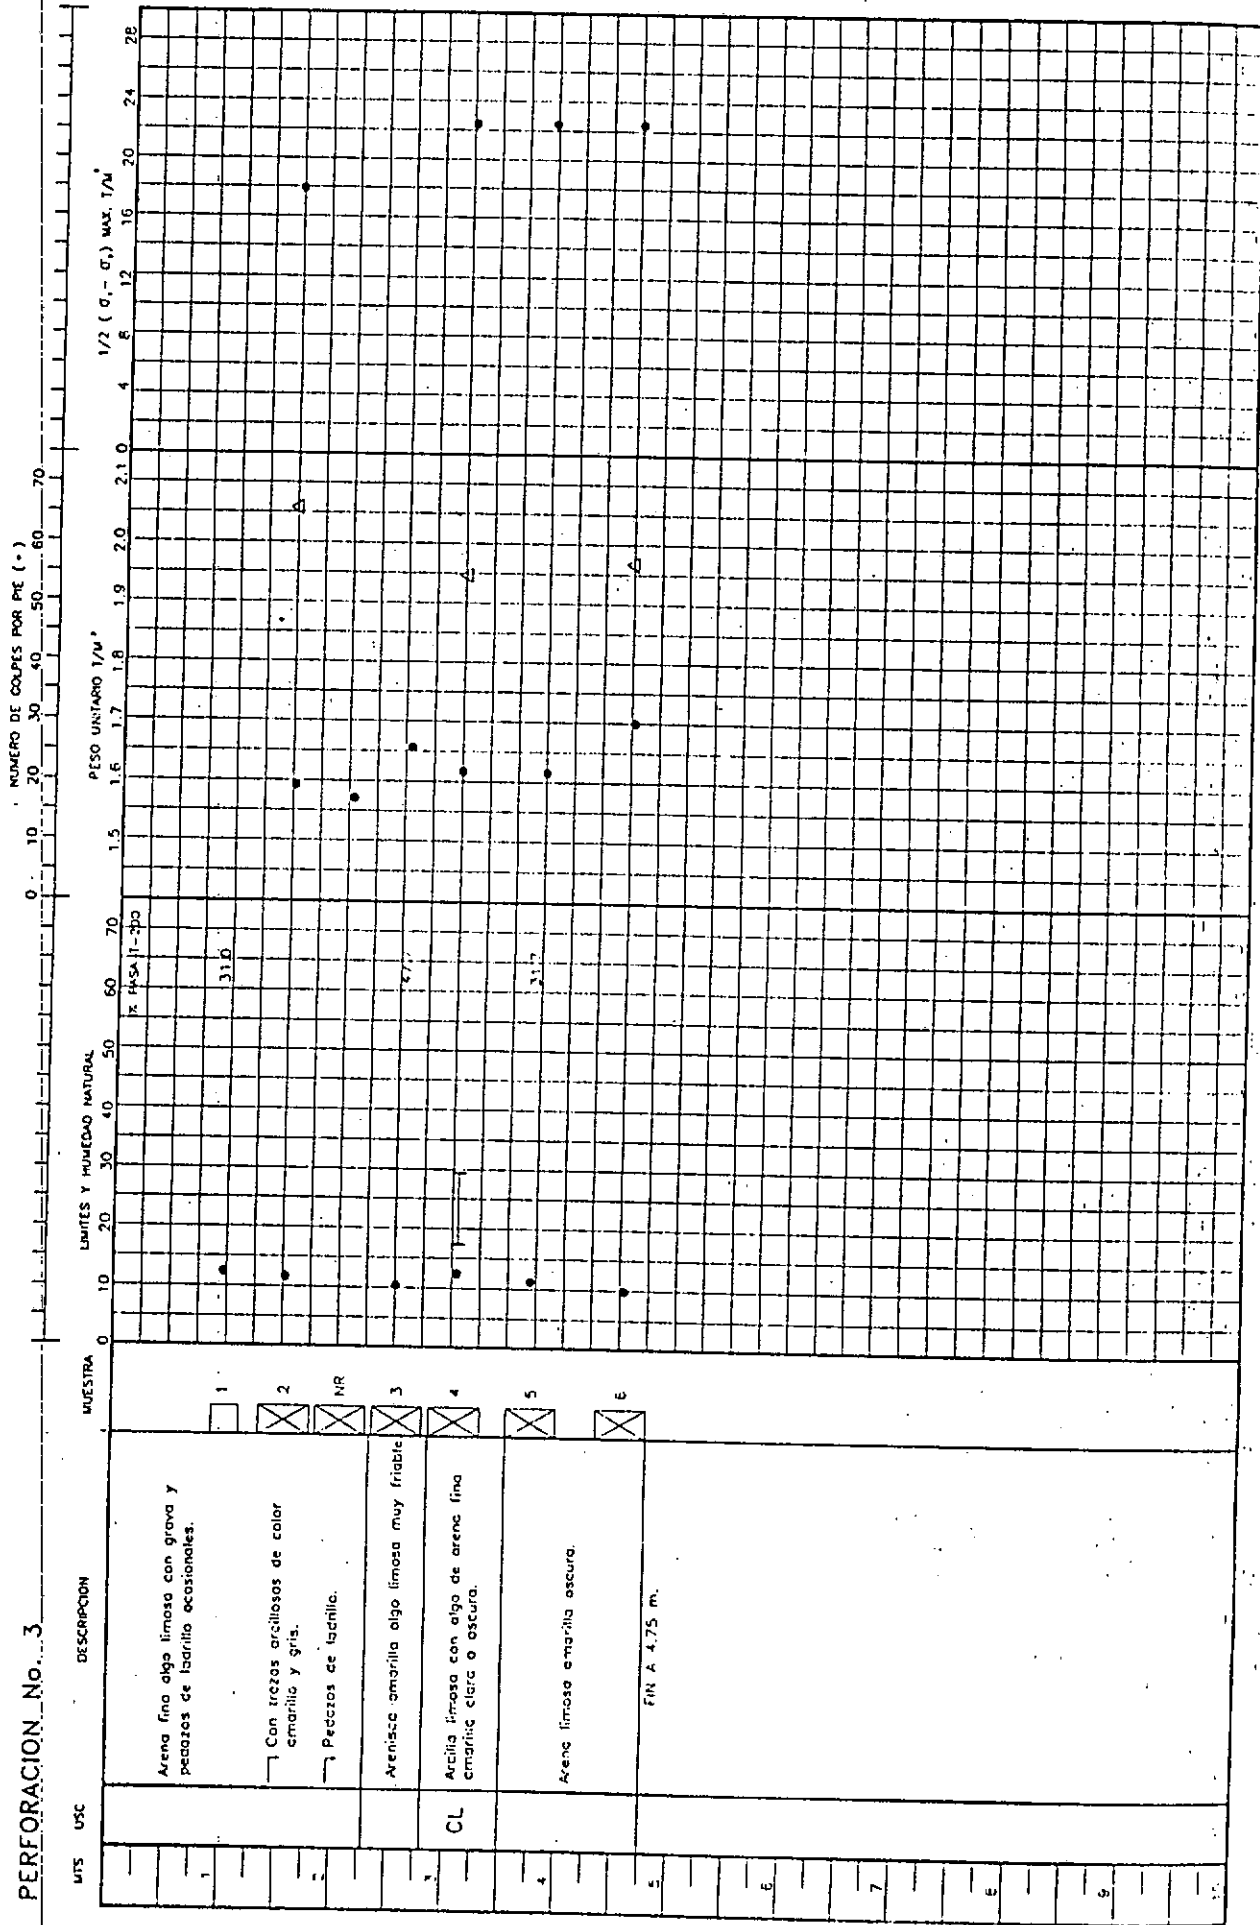 PERFORACION No. 3
NUMERO DE GOLPES POR PIE ( • )
0 10 20 30 40 50 60 70
MTS USC DESCRIPCION MUESTRA LIMITES Y HUMEDAD NATURAL PESO UNITARIO T/M³ 1/2 ( σ₁ - σ₃ ) MAX. T/M²
0 10 20 30 40 50 60 70 1.5 1.6 1.7 1.8 1.9 2.0 2.1 0 4 8 12 16 20 24 28
% PASA T-200
Arena fina algo limosa con grava y
pedazos de ladrillo ocasionales.
1
31.0
Con trozos arcillosos de color
amarillo y gris.
2
Pedazos de ladrillo.
NR
Arenisca amarilla algo limosa muy friable
3
CL
Arcilla limosa con algo de arena fina
amarilla clara o oscura.
4
Arena limosa amarilla oscura.
5
31.7
6
FIN A 4.75 m.
1
2
3
4
5
6
7
8
9